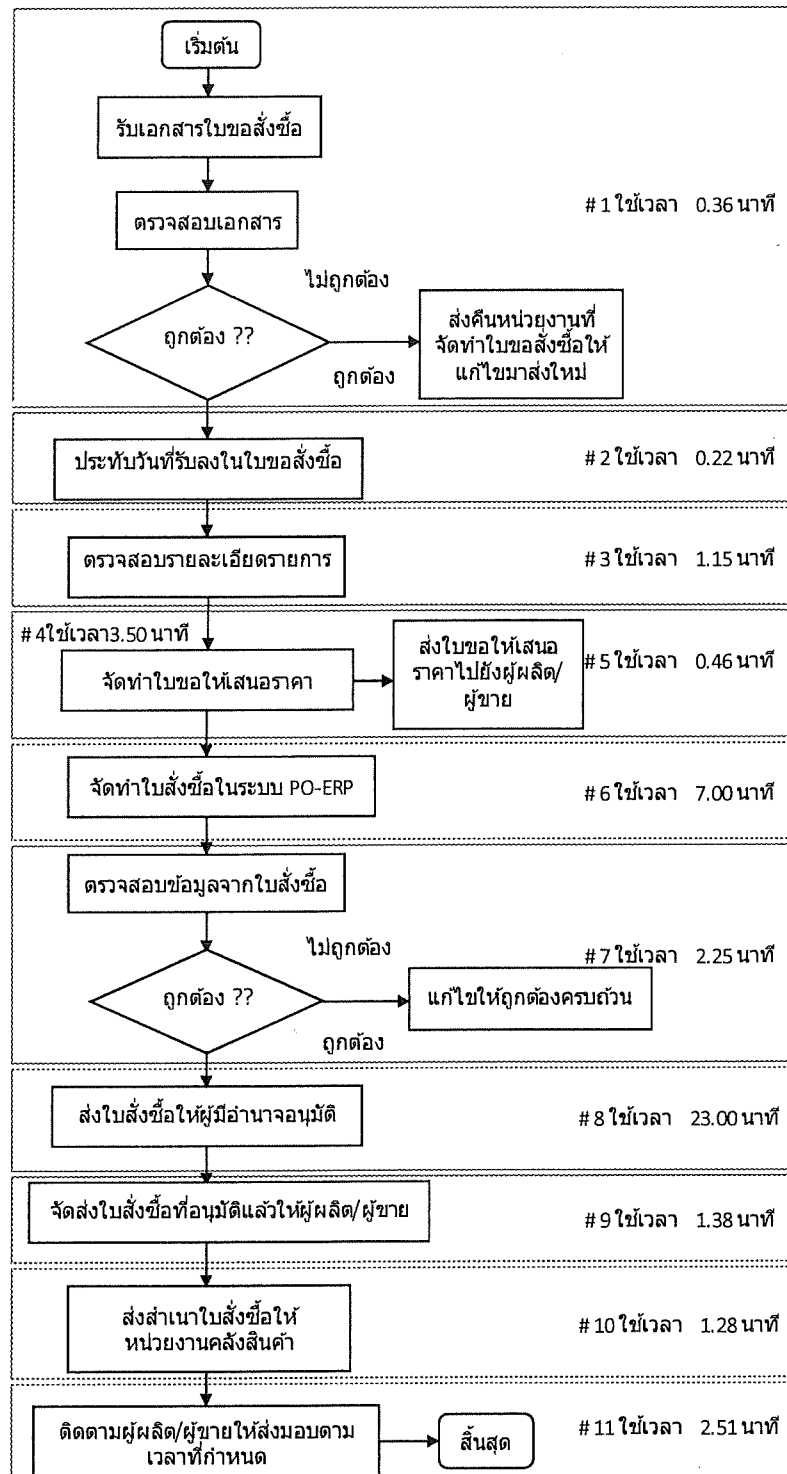 เริ่มต้น
รับเอกสารใบขอสั่งซื้อ
ตรวจสอบเอกสาร
# 1 ใช้เวลา 0.36 นาที
ไม่ถูกต้อง
ถูกต้อง ??
ส่งคืนหน่วยงานที่
จัดทำใบขอสั่งซื้อให้
แก้ไขมาส่งใหม่
ถูกต้อง
ประทับวันที่รับลงในใบขอสั่งซื้อ
# 2 ใช้เวลา 0.22 นาที
ตรวจสอบรายละเอียดรายการ
# 3 ใช้เวลา 1.15 นาที
# 4ใช้เวลา3.50 นาที
จัดทำใบขอให้เสนอราคา
ส่งใบขอให้เสนอ
ราคาไปยังผู้ผลิต/
ผู้ขาย
# 5 ใช้เวลา 0.46 นาที
จัดทำใบสั่งซื้อในระบบ PO-ERP
# 6 ใช้เวลา 7.00 นาที
ตรวจสอบข้อมูลจากใบสั่งซื้อ
ไม่ถูกต้อง
# 7 ใช้เวลา 2.25 นาที
ถูกต้อง ??
แก้ไขให้ถูกต้องครบถ้วน
ถูกต้อง
ส่งใบสั่งซื้อให้ผู้มีอำนาจอนุมัติ
# 8 ใช้เวลา 23.00 นาที
จัดส่งใบสั่งซื้อที่อนุมัติแล้วให้ผู้ผลิต/ผู้ขาย
# 9 ใช้เวลา 1.38 นาที
ส่งสำเนาใบสั่งซื้อให้
หน่วยงานคลังสินค้า
# 10 ใช้เวลา 1.28 นาที
ติดตามผู้ผลิต/ผู้ขายให้ส่งมอบตาม
เวลาที่กำหนด
สิ้นสุด
# 11 ใช้เวลา 2.51 นาที